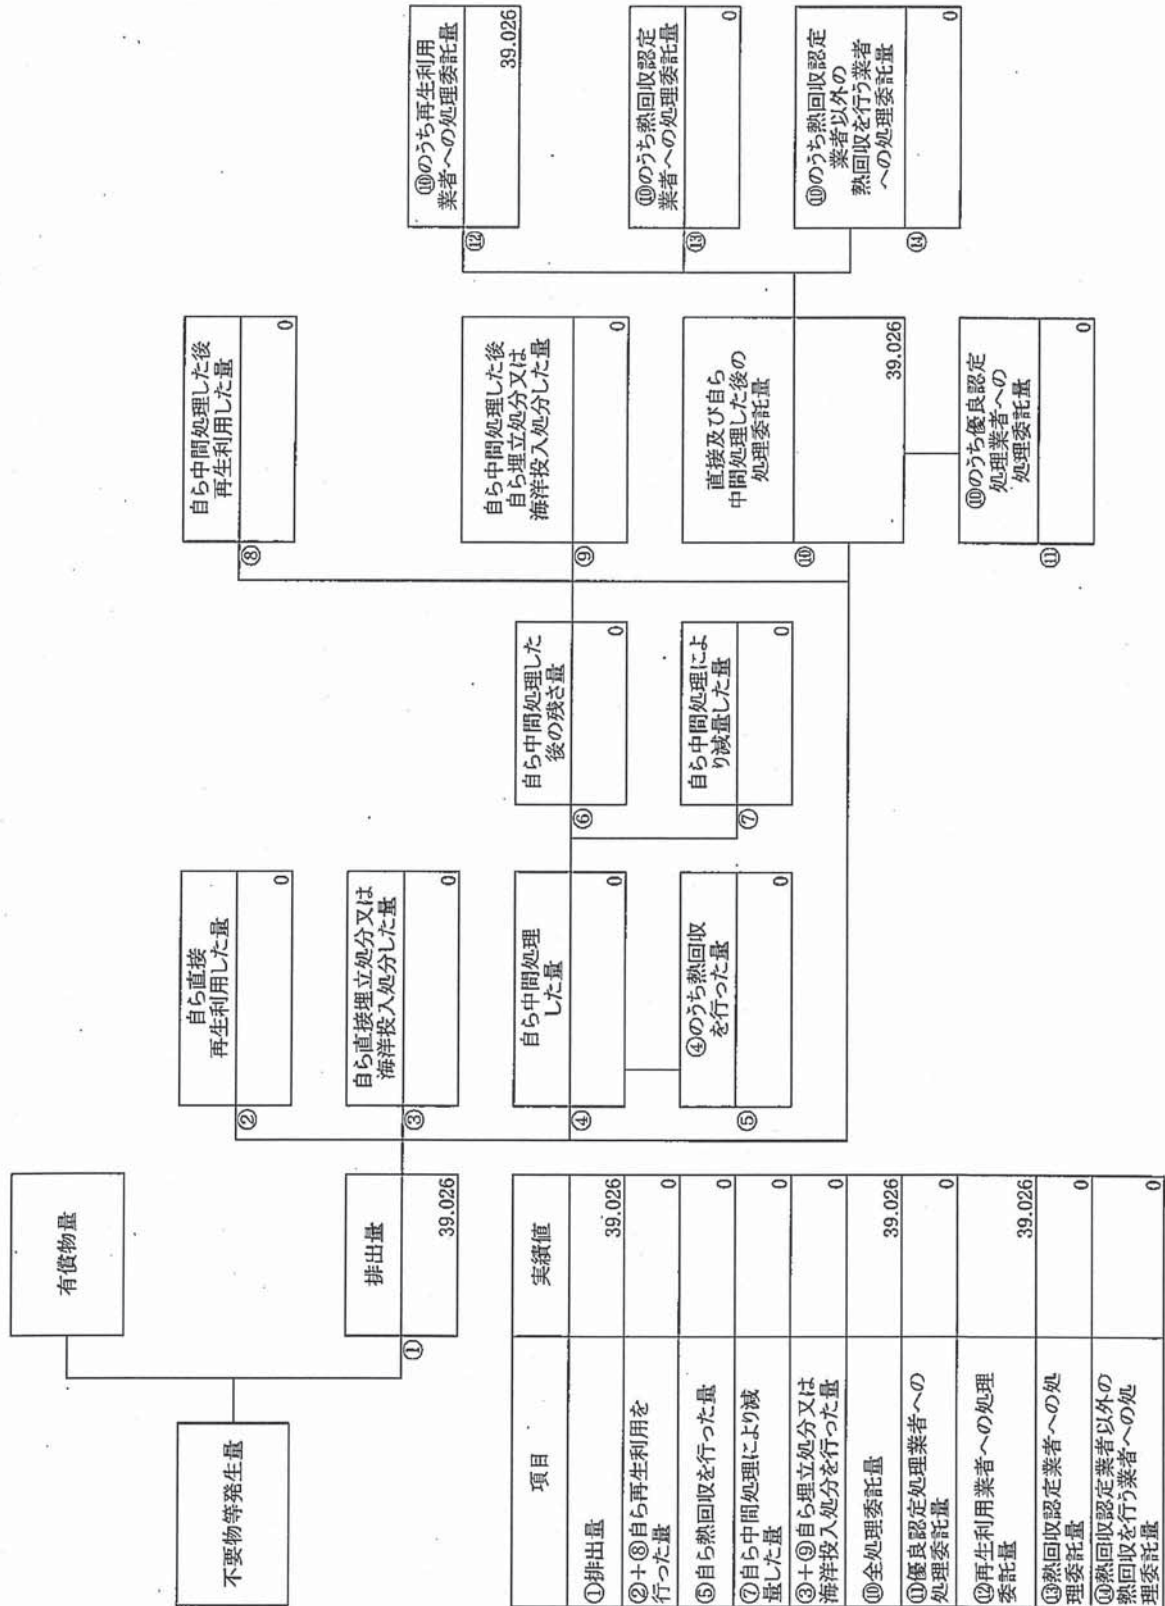 不要物等発生量
有償物量
排出量
①
39.026
自ら直接
再生利用した量
②
0
自ら直接埋立処分又は
海洋投入処分した量
③
0
自ら中間処理
した量
④
0
④のうち熱回収
を行った量
⑤
0
自ら中間処理した
後の残さ量
⑥
0
自ら中間処理によ
り減量した量
⑦
0
自ら中間処理した後
再生利用した量
⑧
0
自ら中間処理した後
自ら埋立処分又は
海洋投入処分した量
⑨
0
直接及び自ら
中間処理した後の
処理委託量
⑩
39.026
⑩のうち優良認定
処理業者への
処理委託量
⑪
0
⑩のうち再生利用
業者への処理委託量
⑫
39.026
⑩のうち熱回収認定
業者への処理委託量
⑬
0
⑩のうち熱回収認定
業者以外の
熱回収を行う業者
への処理委託量
⑭
0
項目 実績値
①排出量 39.026
②＋⑧自ら再生利用を
行った量 0
⑤自ら熱回収を行った量 0
⑦自ら中間処理により減
量した量 0
③＋⑨自ら埋立処分又は
海洋投入処分を行った量 0
⑩全処理委託量 39.026
⑪優良認定処理業者への
処理委託量 0
⑫再生利用業者への処理
委託量 39.026
⑬熱回収認定業者への処
理委託量 0
⑭熱回収認定業者以外の
熱回収を行う業者への処
理委託量 0